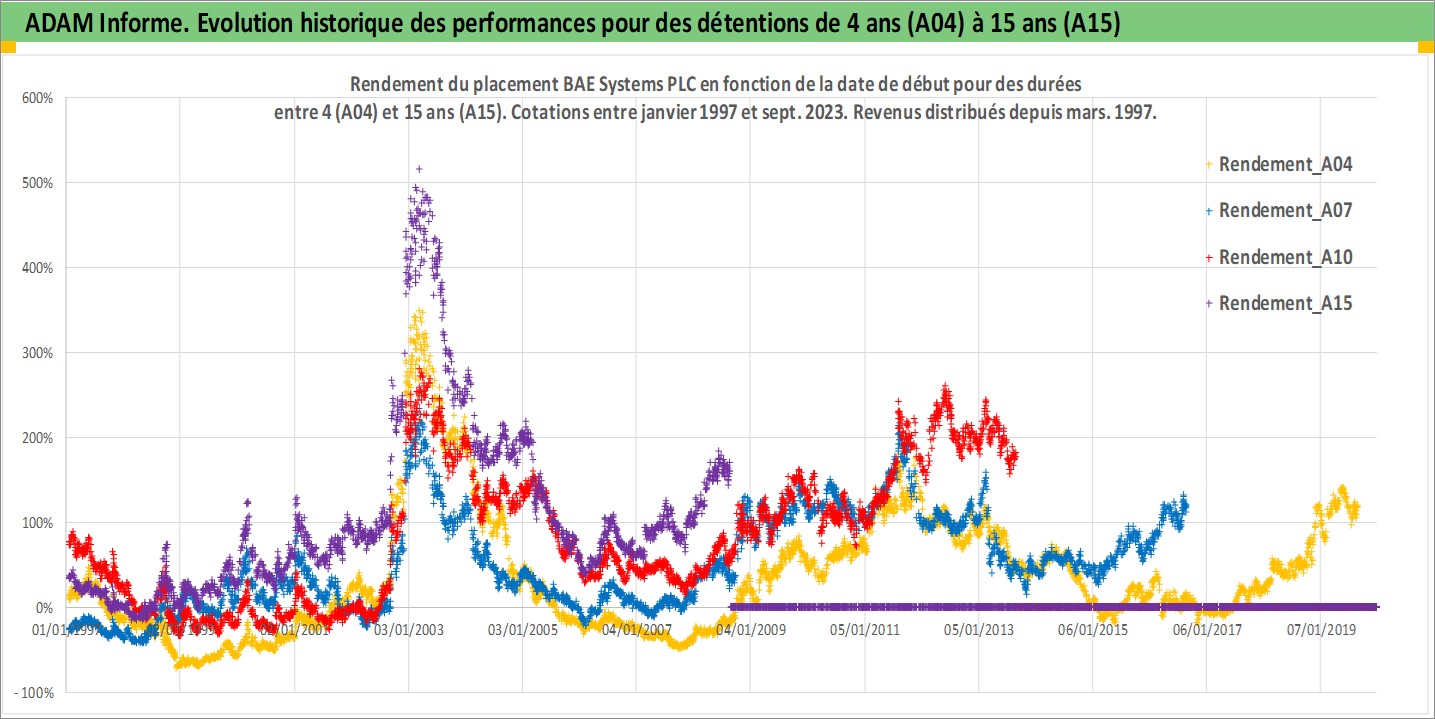 ADAM Informe. Evolution historique des performances pour des détentions de 4 ans (A04) à 15 ans (A15)
Rendement du placement BAE Systems PLC en fonction de la date de début pour des durées
entre 4 (A04) et 15 ans (A15). Cotations entre janvier 1997 et sept. 2023. Revenus distribués depuis mars. 1997.
600%
500%
400%
300%
200%
100%
0%
-100%
Rendement_A04
Rendement_A07
Rendement_A10
Rendement_A15
03/01/2003
03/01/2005
04/01/2007
04/01/2009
05/01/2011
05/01/2013
06/01/2015
06/01/2017
07/01/2019